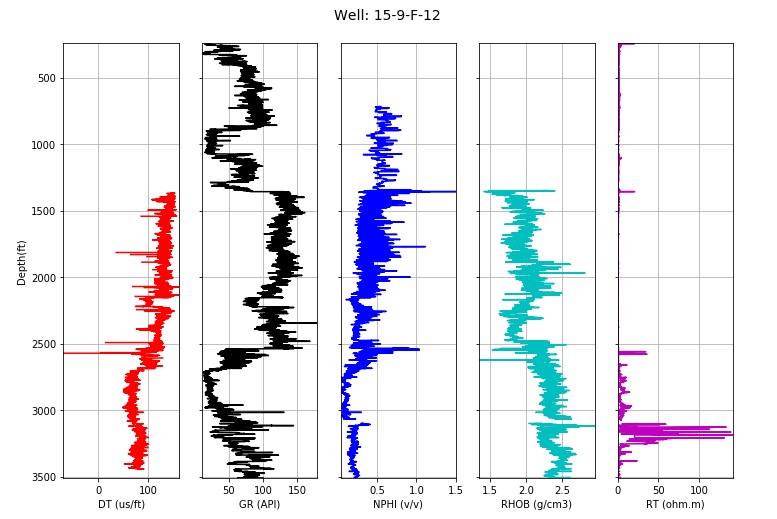 Well: 15-9-F-12
500
1000
1500
2000
2500
3000
3500
Depth(ft)
0 100
DT (us/ft)
50 100 150
GR (API)
0.5 1.0 1.5
NPHI (v/v)
1.5 2.0 2.5
RHOB (g/cm3)
0 50 100
RT (ohm.m)